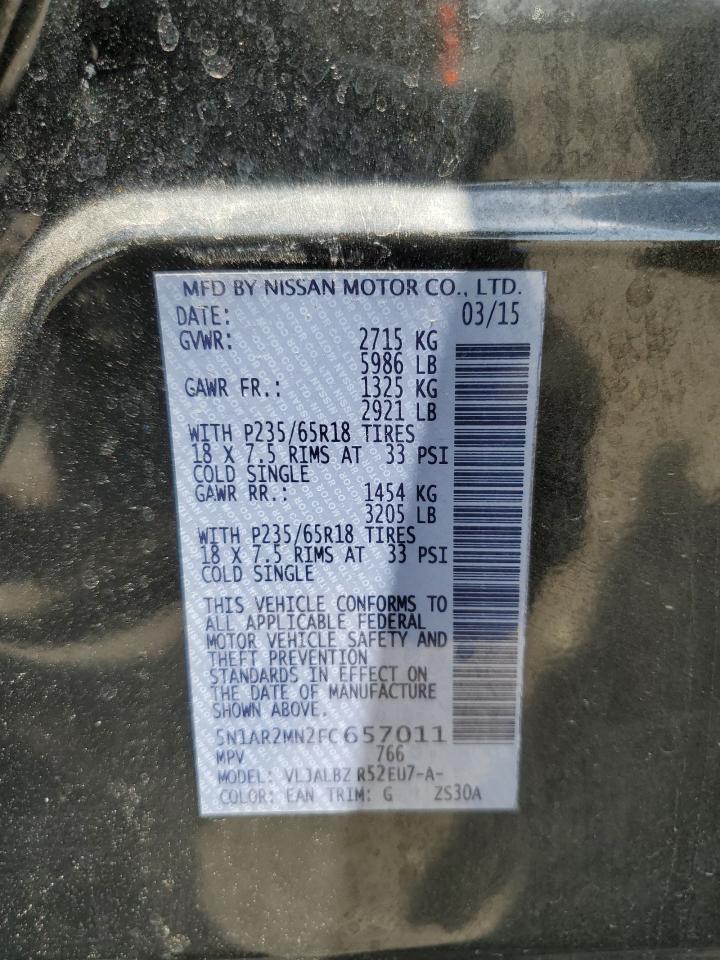 MFD BY NISSAN MOTOR CO., LTD.
DATE: 03/15
GVWR: 2715 KG
5986 LB
GAWR FR.: 1325 KG
2921 LB
WITH P235/65R18 TIRES
18 X 7.5 RIMS AT 33 PSI
COLD SINGLE
GAWR RR.: 1454 KG
3205 LB
WITH P235/65R18 TIRES
18 X 7.5 RIMS AT 33 PSI
COLD SINGLE
THIS VEHICLE CONFORMS TO
ALL APPLICABLE FEDERAL
MOTOR VEHICLE SAFETY AND
THEFT PREVENTION
STANDARDS IN EFFECT ON
THE DATE OF MANUFACTURE
SHOWN ABOVE.
5N1AR2MN2FC657011
MPV 766
MODEL: VLJALBZ R52EU7-A-
COLOR: EAN TRIM: G ZS30A